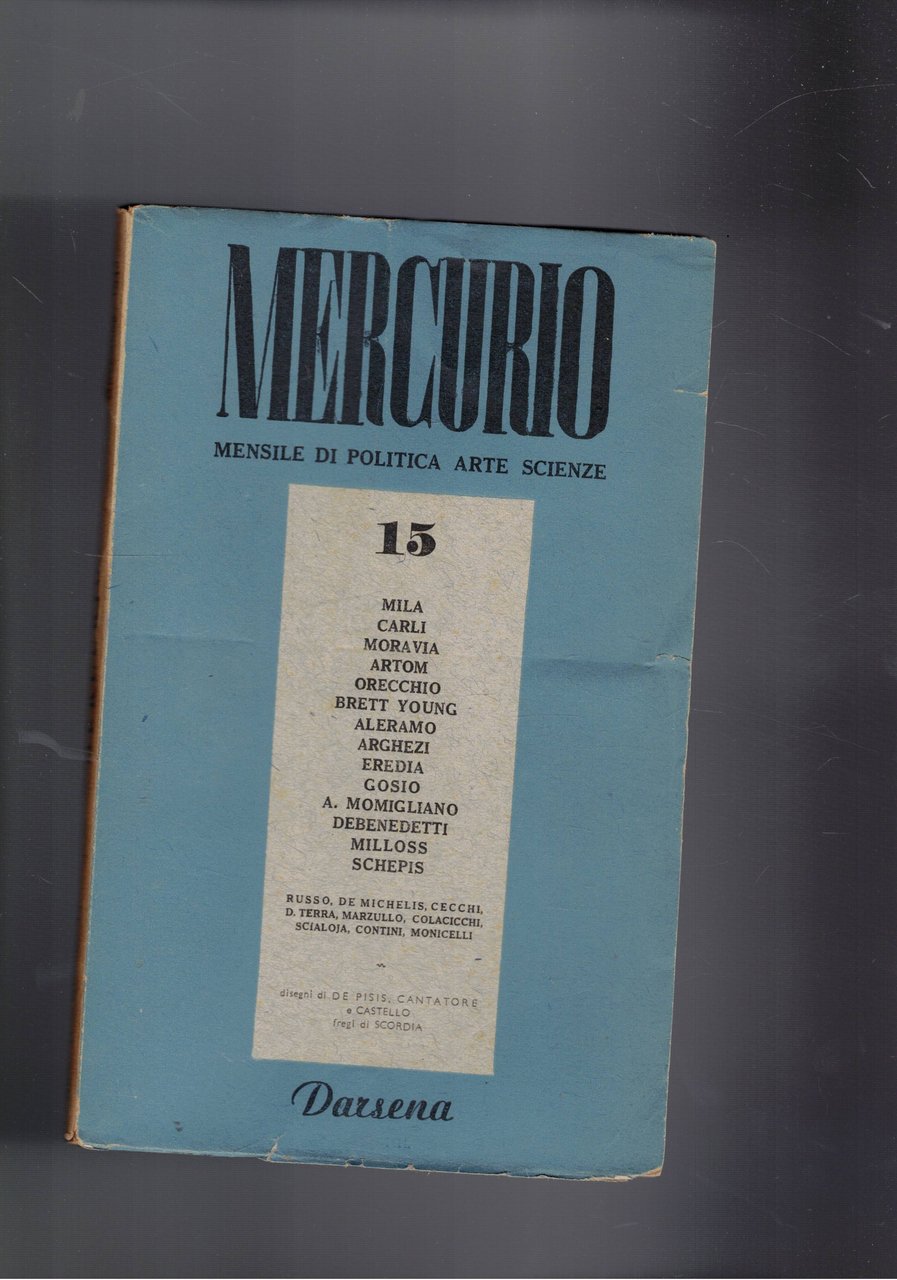 MERCURIO
MENSILE DI POLITICA ARTE SCIENZE
15
MILA
CARLI
MORAVIA
ARTOM
ORECCHIO
BRETT YOUNG
ALERAMO
ARGHEZI
EREDIA
GOSIO
A. MOMIGLIANO
DEBENEDETTI
MILLOSS
SCHEPIS
RUSSO, DE MICHELIS, CECCHI,
D. TERRA, MARZULLO, COLACICCHI,
SCIALOJA, CONTINI, MONICELLI
disegni di DE PISIS, CANTATORE
e CASTELLO
fregi di SCORDIA
Darsena